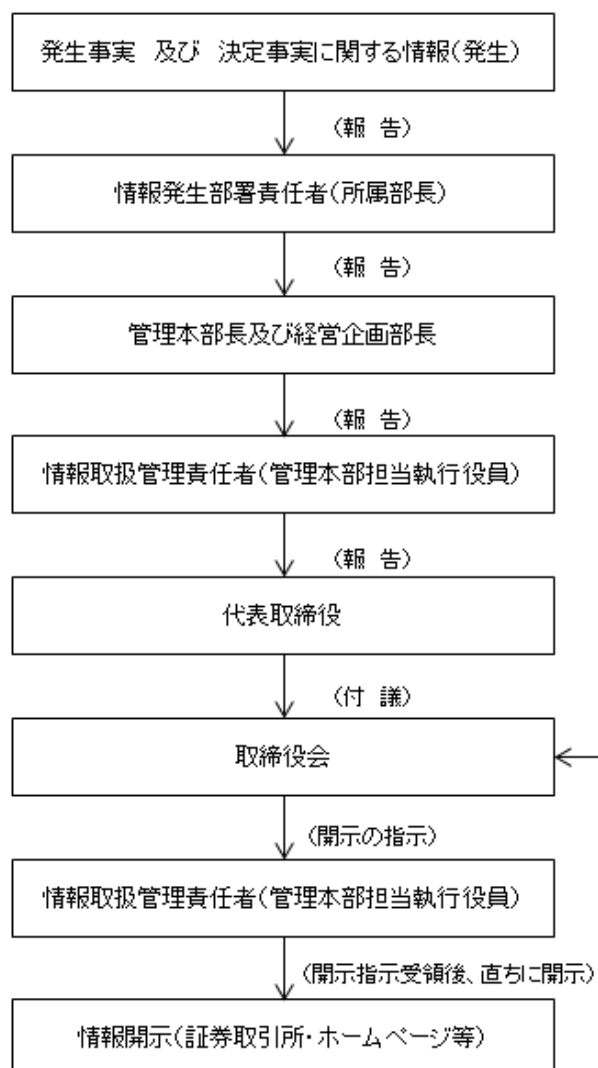 発生事実　及び　決定事実に関する情報（発生）
（報　告）
情報発生部署責任者（所属部長）
（報　告）
管理本部長及び経営企画部長
（報　告）
情報取扱管理責任者（管理本部担当執行役員）
（報　告）
代表取締役
（付　議）
取締役会
（開示の指示）
情報取扱管理責任者（管理本部担当執行役員）
（開示指示受領後、直ちに開示）
情報開示（証券取引所・ホームページ等）